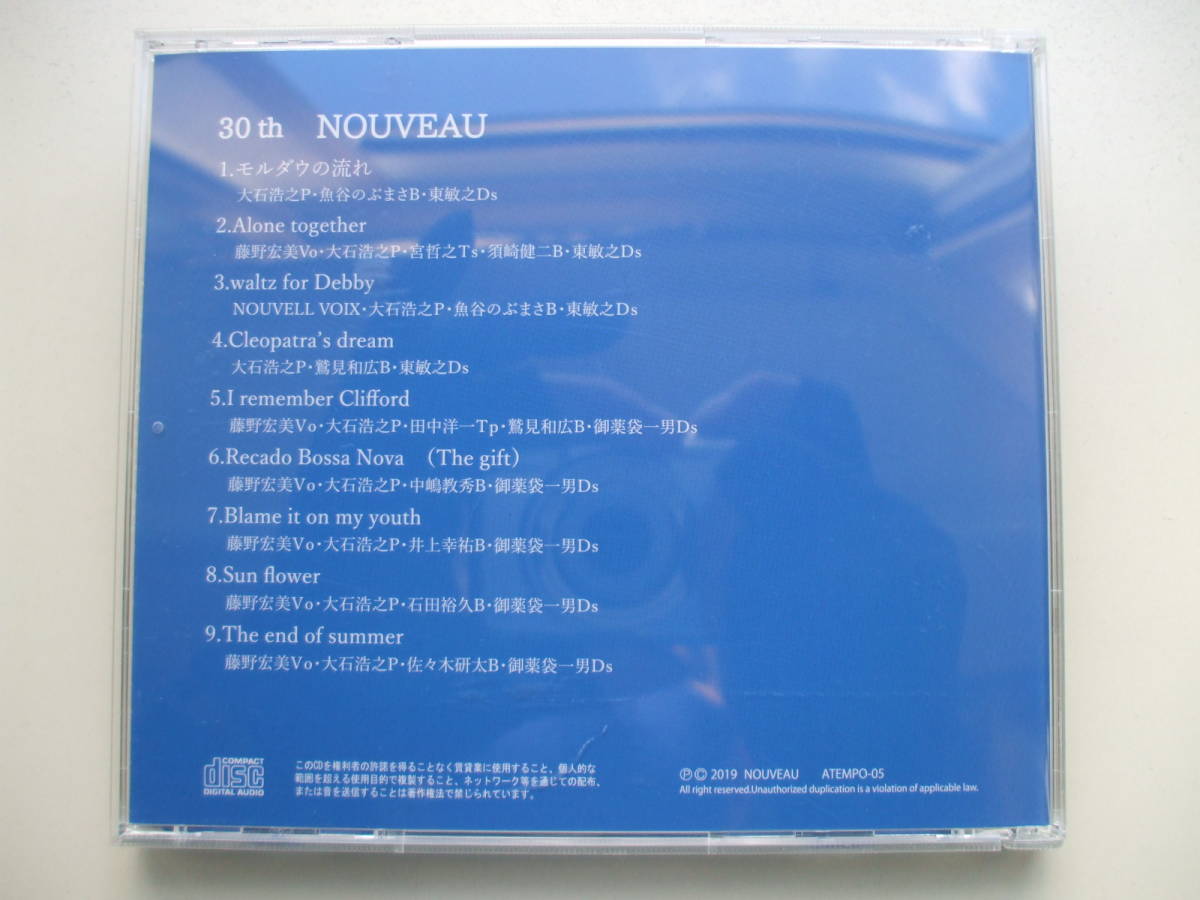 30 th　NOUVEAU
1.モルダウの流れ
大石浩之P・魚谷のぶまさB・東敏之Ds
2.Alone together
藤野宏美Vo・大石浩之P・宮哲之Ts・須崎健二B・東敏之Ds
3.waltz for Debby
NOUVELL VOIX・大石浩之P・魚谷のぶまさB・東敏之Ds
4.Cleopatra's dream
大石浩之P・鷲見和広B・東敏之Ds
5.I remember Clifford
藤野宏美Vo・大石浩之P・田中洋一Tp・鷲見和広B・御薬袋一男Ds
6.Recado Bossa Nova　（The gift）
藤野宏美Vo・大石浩之P・中嶋教秀B・御薬袋一男Ds
7.Blame it on my youth
藤野宏美Vo・大石浩之P・井上幸祐B・御薬袋一男Ds
8.Sun flower
藤野宏美Vo・大石浩之P・石田裕久B・御薬袋一男Ds
9.The end of summer
藤野宏美Vo・大石浩之P・佐々木研太B・御薬袋一男Ds
COMPACT
disc
DIGITAL AUDIO
このCDを権利者の許諾を得ることなく賃貸業に使用すること、個人的な
範囲を超える使用目的で複製すること、ネットワーク等を通じての配布、
または音を送信することは著作権法で禁じられています。
℗© 2019 NOUVEAU　ATEMPO-05
All right reserved.Unauthorized duplication is a violation of applicable law.